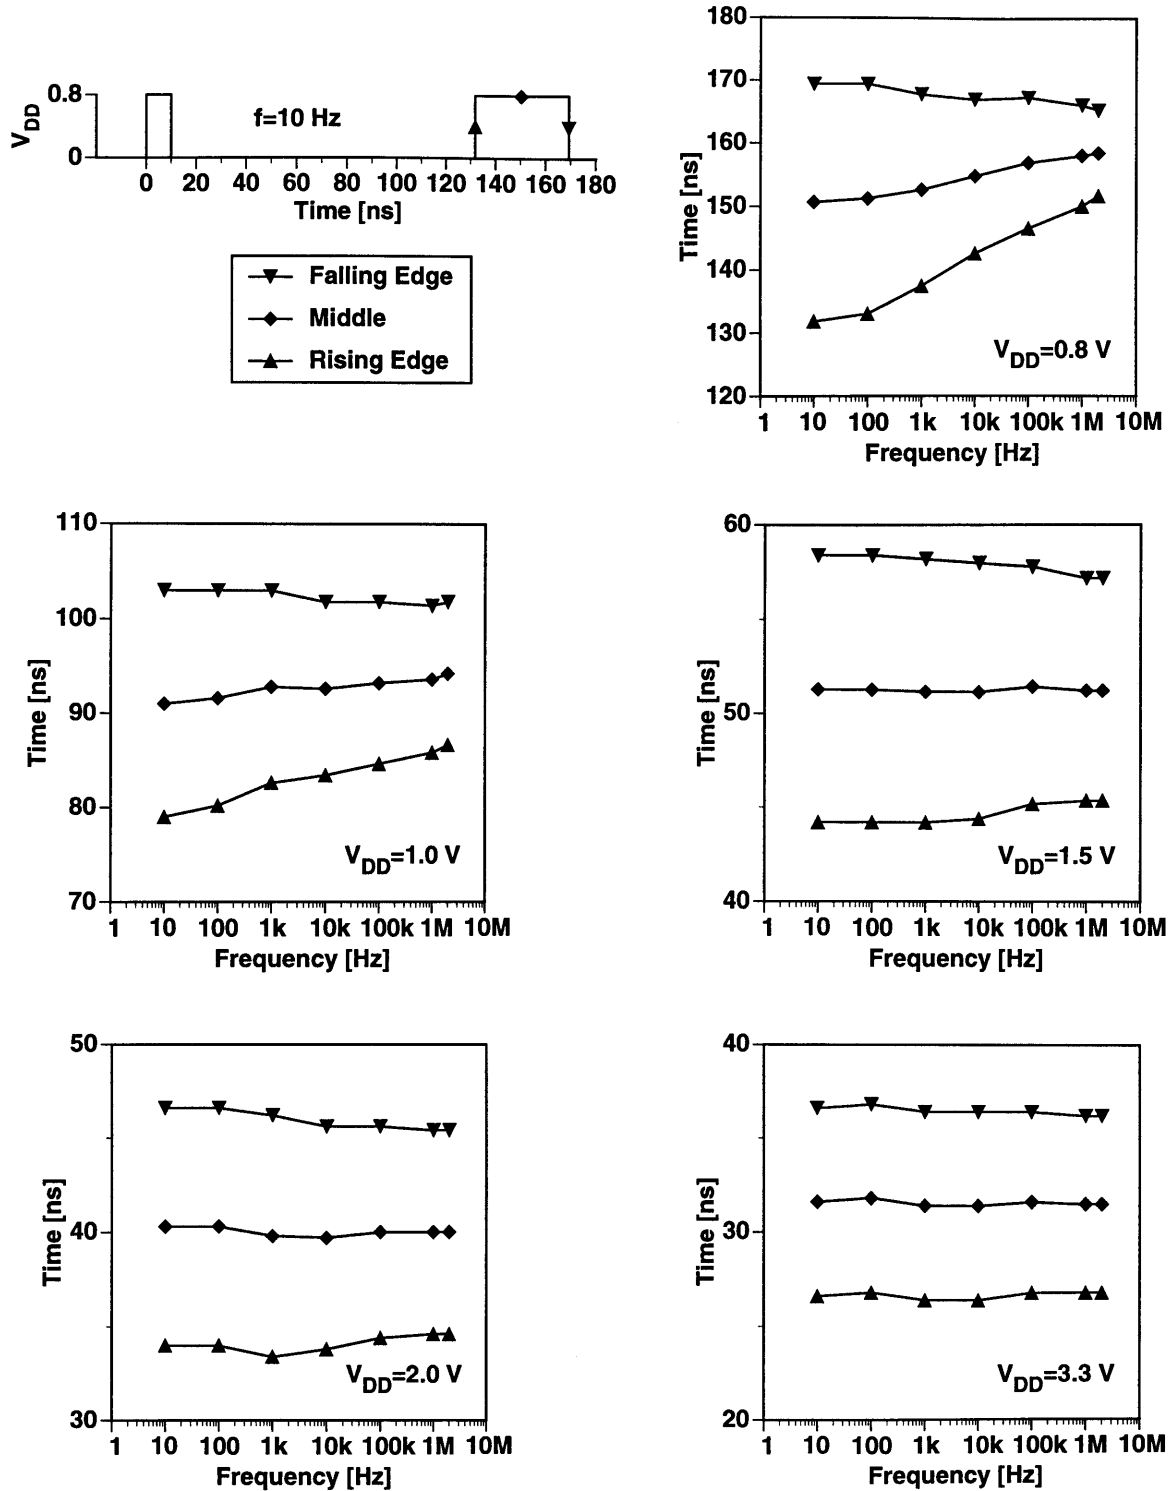 0.8
0
V_DD
f=10 Hz
0 20 40 60 80 100 120 140 160 180
Time [ns]
Falling Edge
Middle
Rising Edge
180
170
160
150
140
130
120
Time [ns]
V_DD=0.8 V
1 10 100 1k 10k 100k 1M 10M
Frequency [Hz]
110
100
90
80
70
Time [ns]
V_DD=1.0 V
1 10 100 1k 10k 100k 1M 10M
Frequency [Hz]
60
50
40
Time [ns]
V_DD=1.5 V
1 10 100 1k 10k 100k 1M 10M
Frequency [Hz]
50
40
30
Time [ns]
V_DD=2.0 V
1 10 100 1k 10k 100k 1M 10M
Frequency [Hz]
40
30
20
Time [ns]
V_DD=3.3 V
1 10 100 1k 10k 100k 1M 10M
Frequency [Hz]